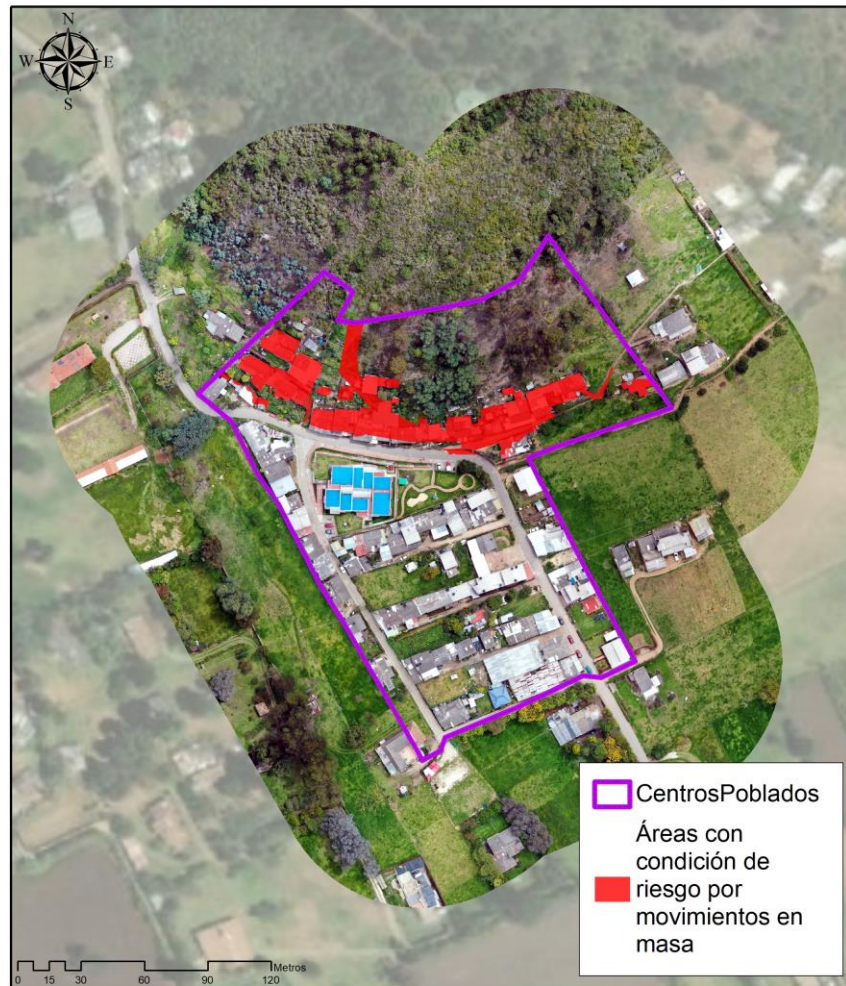 N
W E
S
CentrosPoblados
Áreas con
condición de
riesgo por
movimientos en
masa
Metros
0 15 30 60 90 120